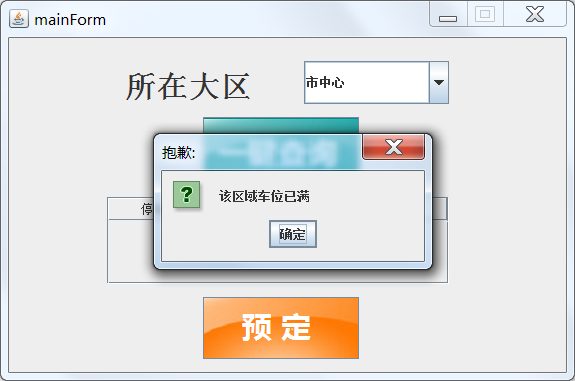 mainForm
所在大区
市中心
一键查询
抱歉:
停
?
该区域车位已满
确定
预定